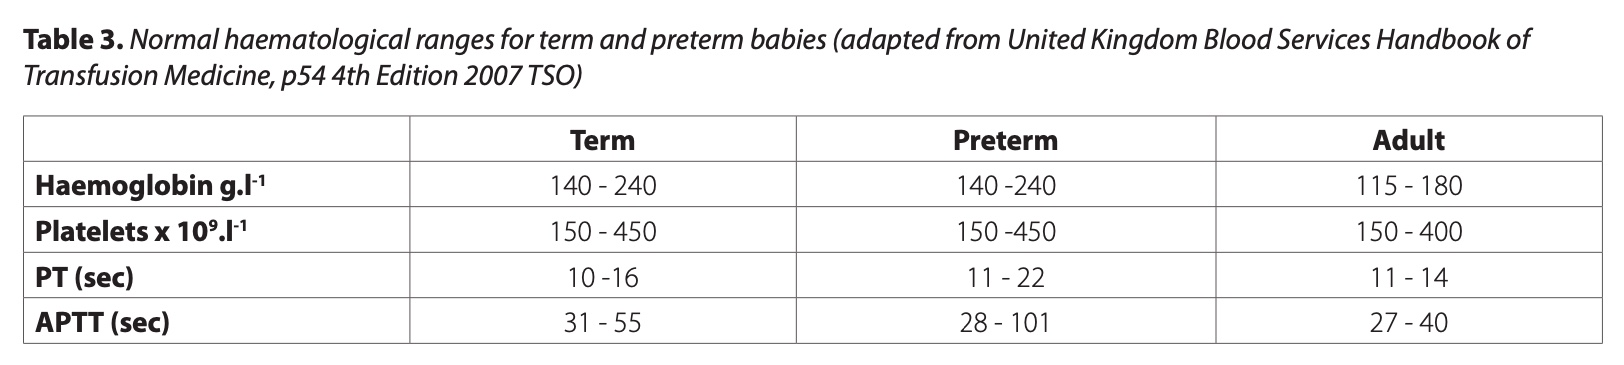 Table 3. Normal haematological ranges for term and preterm babies (adapted from United Kingdom Blood Services Handbook of
Transfusion Medicine, p54 4th Edition 2007 TSO)
Term Preterm Adult
Haemoglobin g.l⁻¹ 140 - 240 140 -240 115 - 180
Platelets x 10⁹.l⁻¹ 150 - 450 150 -450 150 - 400
PT (sec) 10 -16 11 - 22 11 - 14
APTT (sec) 31 - 55 28 - 101 27 - 40